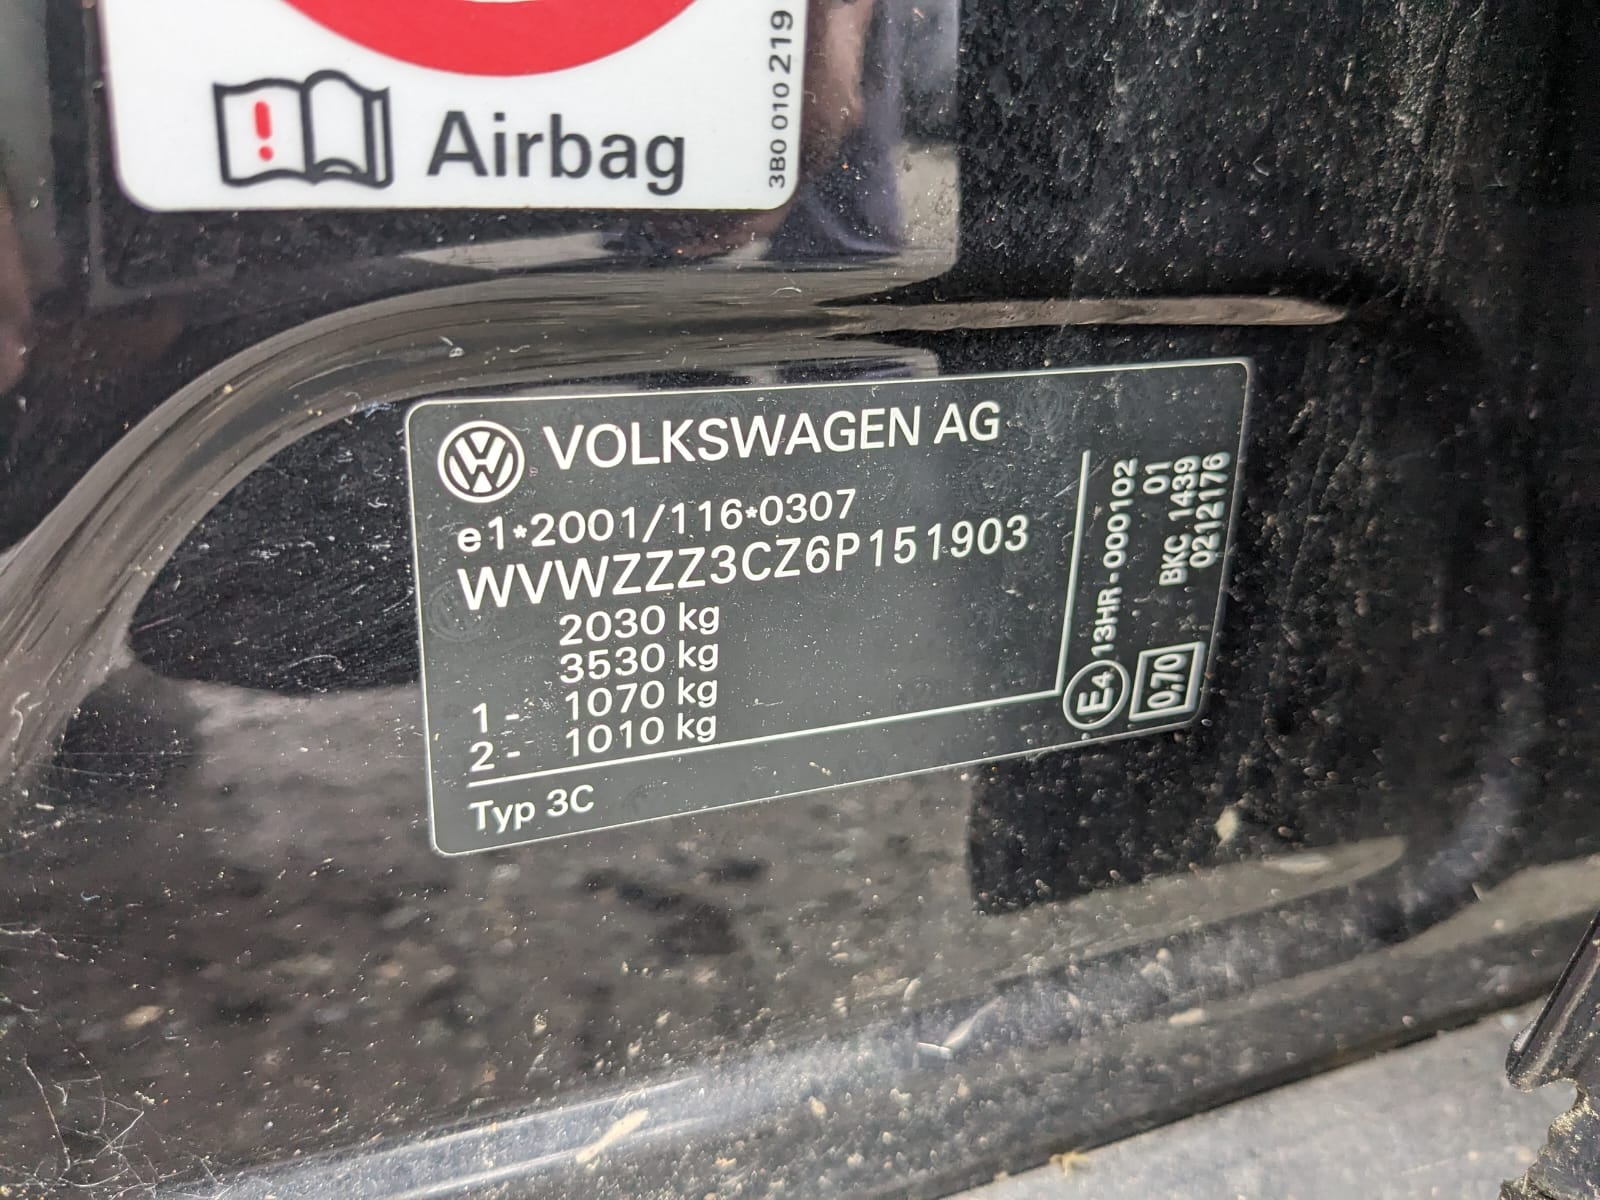 Airbag
3B0 010 219
VOLKSWAGEN AG
e1*2001/116*0307
WVWZZZ3CZ6P151903
2030 kg
3530 kg
1 - 1070 kg
2 - 1010 kg
Typ 3C
E4 13HR - 000102
01
0,70 BKC 1439
0212176